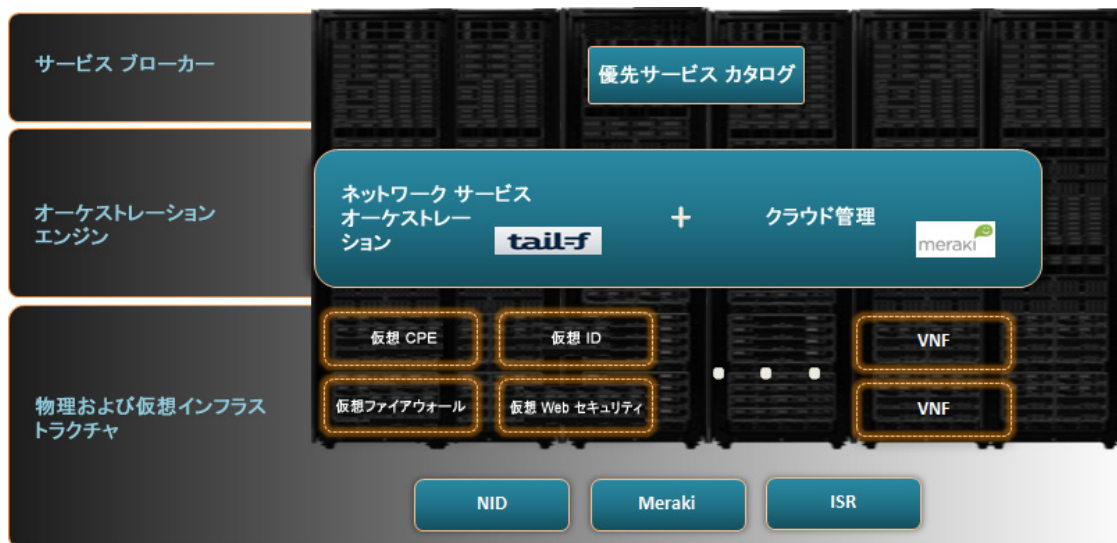 サービス ブローカー
優先サービス カタログ
オーケストレーション
エンジン
ネットワーク サービス
オーケストレー
ション
tail-f
+
クラウド管理
meraki
物理および仮想インフラス
トラクチャ
仮想 CPE
仮想 ID
VNF
仮想ファイアウォール
仮想 Web セキュリティ
VNF
NID
Meraki
ISR